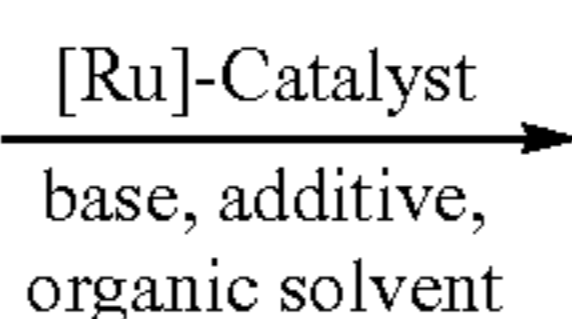 [Ru]-Catalyst
base, additive,
organic solvent